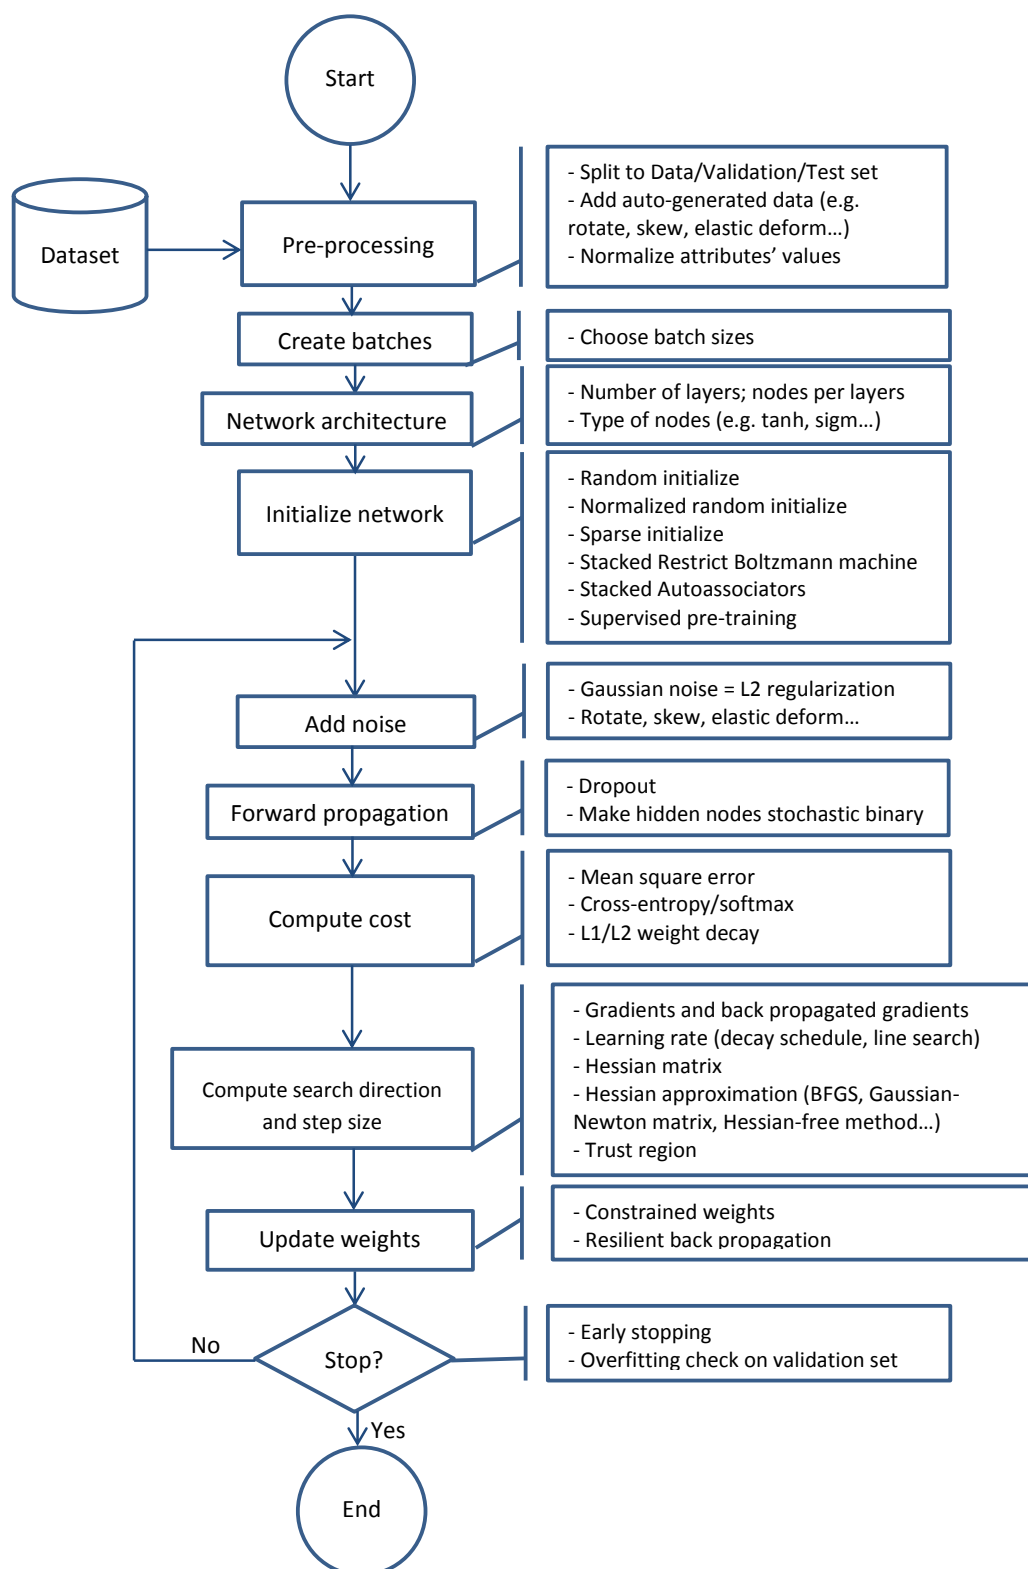 Start
- Split to Data/Validation/Test set
- Add auto-generated data (e.g.
rotate, skew, elastic deform...)
- Normalize attributes’ values
Dataset
Pre-processing
Create batches
- Choose batch sizes
Network architecture
- Number of layers; nodes per layers
- Type of nodes (e.g. tanh, sigm...)
Initialize network
- Random initialize
- Normalized random initialize
- Sparse initialize
- Stacked Restrict Boltzmann machine
- Stacked Autoassociators
- Supervised pre-training
Add noise
- Gaussian noise = L2 regularization
- Rotate, skew, elastic deform...
Forward propagation
- Dropout
- Make hidden nodes stochastic binary
Compute cost
- Mean square error
- Cross-entropy/softmax
- L1/L2 weight decay
Compute search direction
and step size
- Gradients and back propagated gradients
- Learning rate (decay schedule, line search)
- Hessian matrix
- Hessian approximation (BFGS, Gaussian-
Newton matrix, Hessian-free method...)
- Trust region
Update weights
- Constrained weights
- Resilient back propagation
No
Stop?
- Early stopping
- Overfitting check on validation set
Yes
End